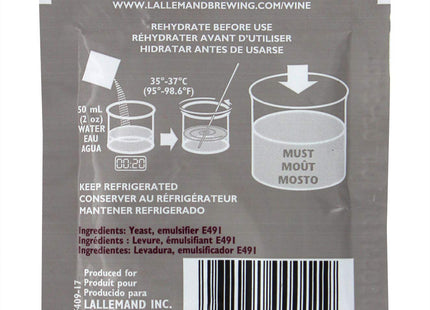 WWW.LALLEMANDBREWING.COM/WINE
REHYDRATE BEFORE USE
RÉHYDRATER AVANT D'UTILISER
HIDRATAR ANTES DE USARSE
35°-37°C
(95°-98.6°F)
50 mL
(2 oz)
WATER
EAU
AGUA
00:20
MUST
MOÛT
MOSTO
KEEP REFRIGERATED
CONSERVER AU RÉFRIGÉRATEUR
MANTENER REFRIGERADO
Ingredients: Yeast, emulsifier E491
Ingrédients : Levure, émulsifiant E491
Ingredientes: Levadura, emulsificador E491
Produced for
Produit pour
Producido para
LALLEMAND INC.
409-17